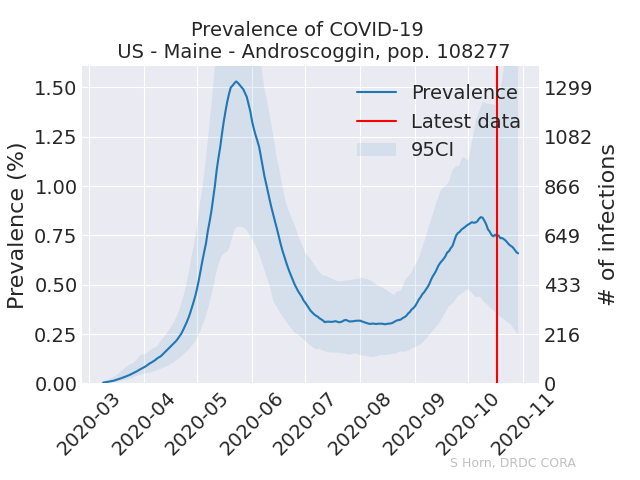 Prevalence of COVID-19
US - Maine - Androscoggin, pop. 108277
Prevalence (%)
1.50
1.25
1.00
0.75
0.50
0.25
0.00
Prevalence
Latest data
95CI
1299
1082
866
649
433
216
0
# of infections
2020-03
2020-04
2020-05
2020-06
2020-07
2020-08
2020-09
2020-10
2020-11
S Horn, DRDC CORA